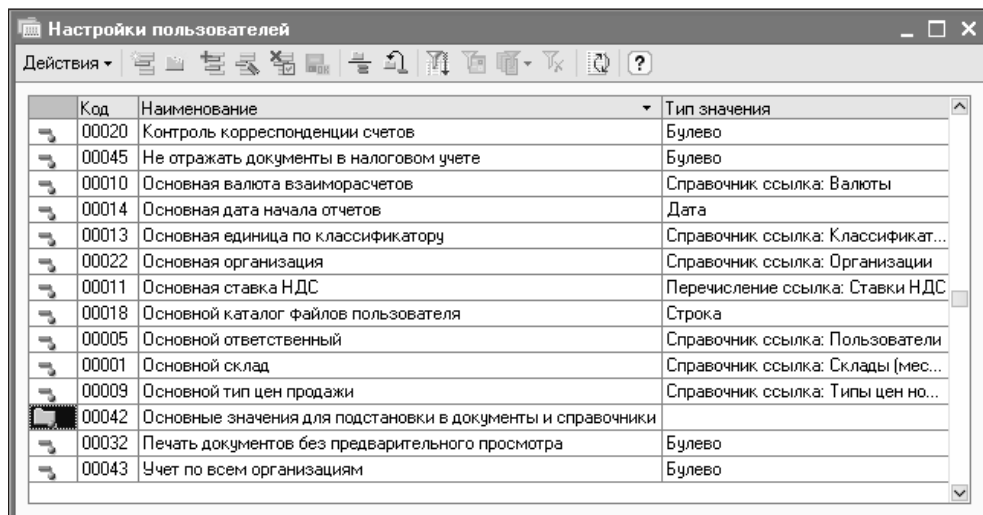 Настройки пользователей
Действия
Код Наименование Тип значения
00020 Контроль корреспонденции счетов Булево
00045 Не отражать документы в налоговом учете Булево
00010 Основная валюта взаиморасчетов Справочник ссылка: Валюты
00014 Основная дата начала отчетов Дата
00013 Основная единица по классификатору Справочник ссылка: Классификат...
00022 Основная организация Справочник ссылка: Организации
00011 Основная ставка НДС Перечисление ссылка: Ставки НДС
00018 Основной каталог файлов пользователя Строка
00005 Основной ответственный Справочник ссылка: Пользователи
00001 Основной склад Справочник ссылка: Склады (мес...
00009 Основной тип цен продажи Справочник ссылка: Типы цен но...
00042 Основные значения для подстановки в документы и справочники
00032 Печать документов без предварительного просмотра Булево
00043 Учет по всем организациям Булево